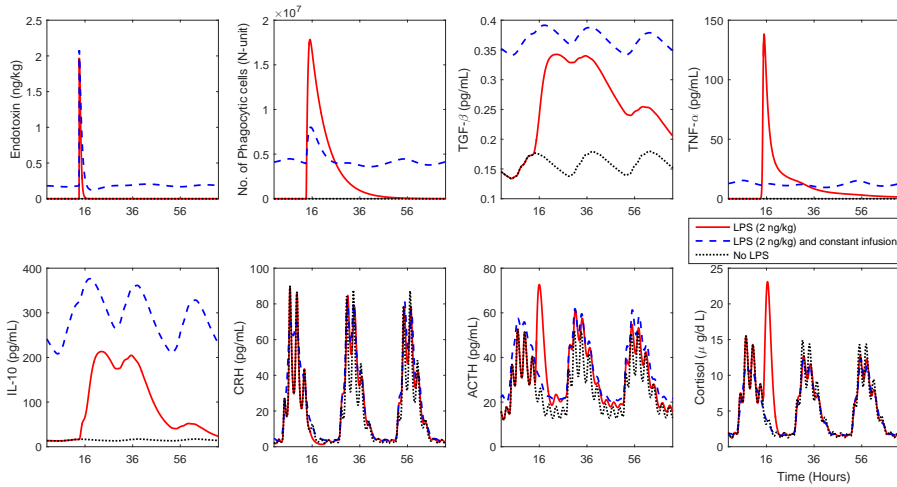 Endotoxin (ng/kg)
2.5
2
1.5
1
0.5
0
16 36 56
×10⁷
No. of Phagocytic cells (N-unit)
2
1.5
1
0.5
0
16 36 56
TGF-β (pg/mL)
0.4
0.35
0.3
0.25
0.2
0.15
0.1
16 36 56
TNF-α (pg/mL)
150
100
50
0
16 36 56
LPS (2 ng/kg)
LPS (2 ng/kg) and constant infusion
No LPS
IL-10 (pg/mL)
400
300
200
100
0
16 36 56
CRH (pg/mL)
100
80
60
40
20
0
16 36 56
ACTH (pg/mL)
80
60
40
20
0
16 36 56
Cortisol (μ g/d L)
25
20
15
10
5
0
16 36 56
Time (Hours)